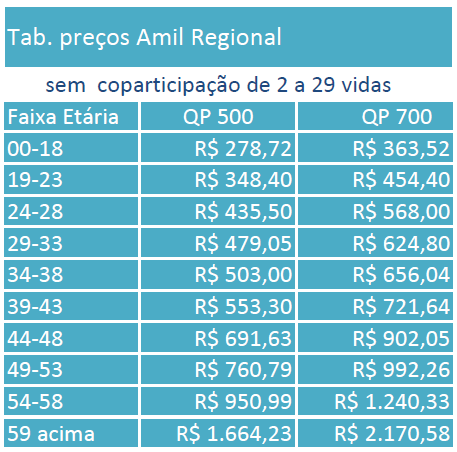 Tab. preços Amil Regional
sem coparticipação de 2 a 29 vidas
Faixa Etária QP 500 QP 700
00-18 R$ 278,72 R$ 363,52
19-23 R$ 348,40 R$ 454,40
24-28 R$ 435,50 R$ 568,00
29-33 R$ 479,05 R$ 624,80
34-38 R$ 503,00 R$ 656,04
39-43 R$ 553,30 R$ 721,64
44-48 R$ 691,63 R$ 902,05
49-53 R$ 760,79 R$ 992,26
54-58 R$ 950,99 R$ 1.240,33
59 acima R$ 1.664,23 R$ 2.170,58